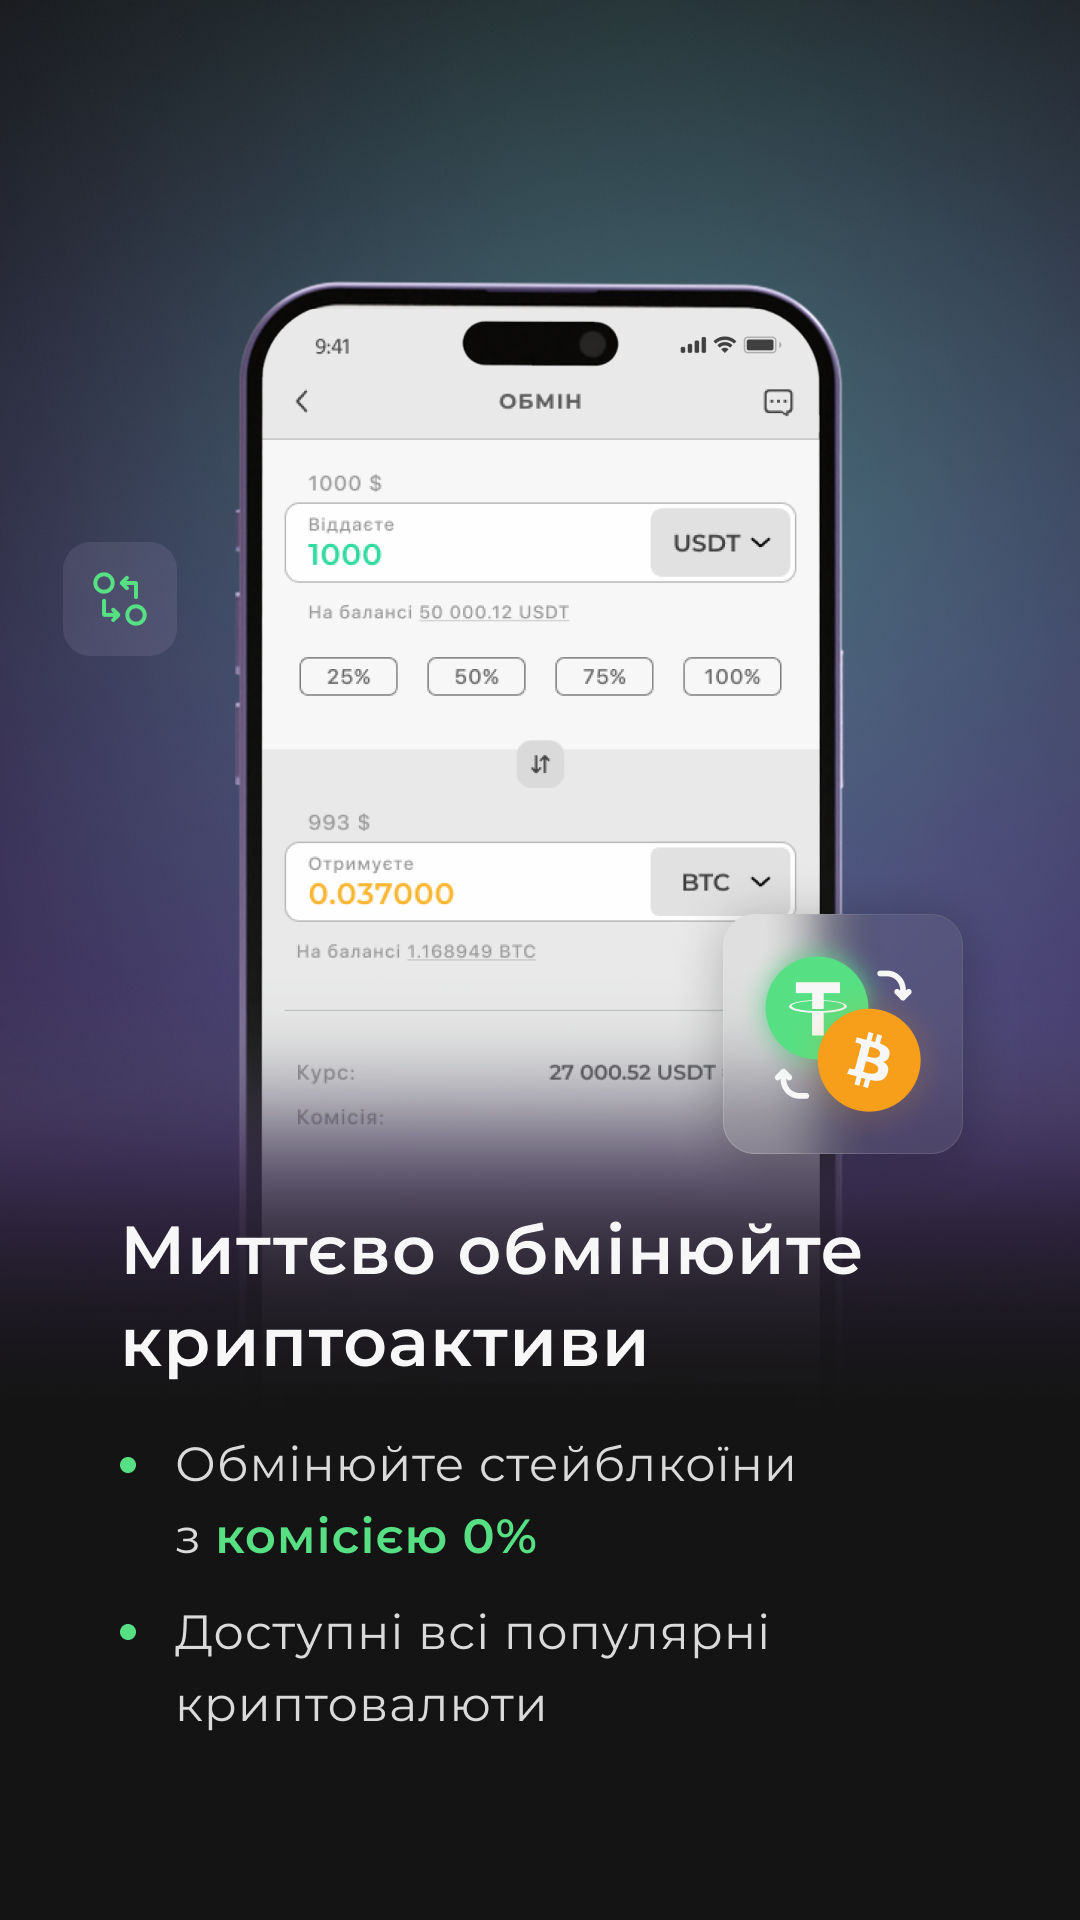 9:41
ОБМІН
1000 $
Віддаєте
1000
USDT
На балансі 50 000.12 USDT
25% 50% 75% 100%
993 $
Отримуєте
0.037000
BTC
На балансі 1.168949 BTC
Курс: 27 000.52 USDT
Комісія:
Миттєво обмінюйте
криптоактиви
Обмінюйте стейблкоїни
з комісією 0%
Доступні всі популярні
криптовалюти